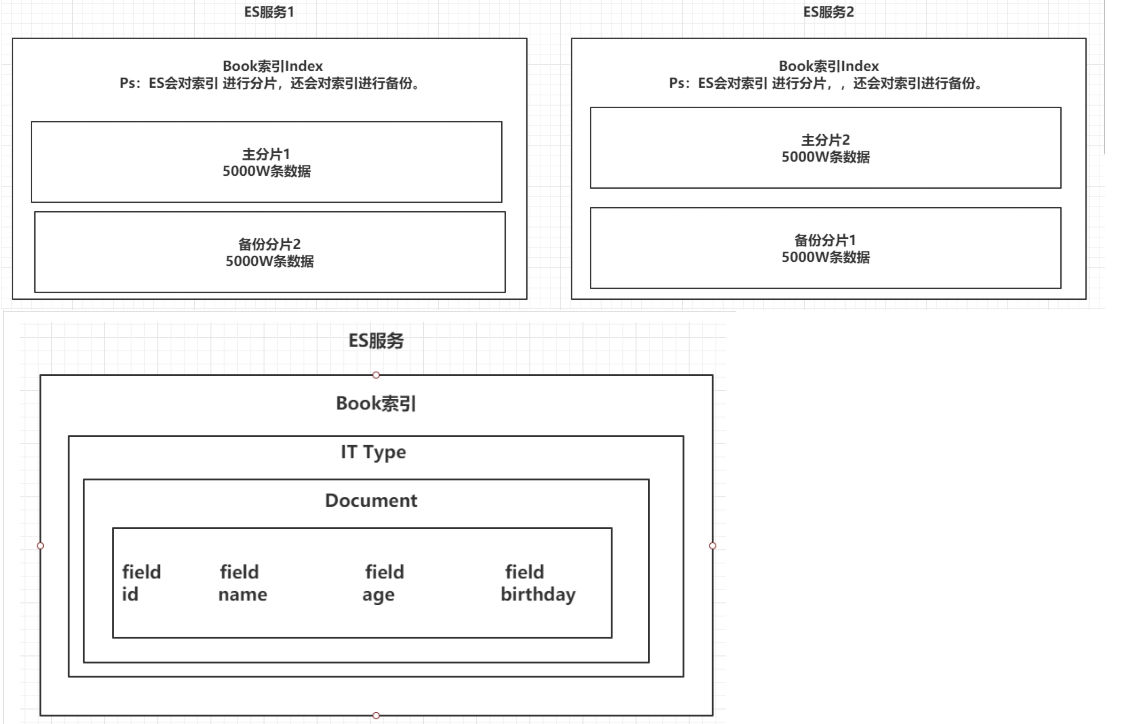 ES服务1
Book索引Index
Ps：ES会对索引 进行分片，还会对索引进行备份。
主分片1
5000W条数据
备份分片2
5000W条数据
ES服务2
Book索引Index
Ps：ES会对索引 进行分片，，还会对索引进行备份。
主分片2
5000W条数据
备份分片1
5000W条数据
ES服务
Book索引
IT Type
Document
field field field field
id name age birthday